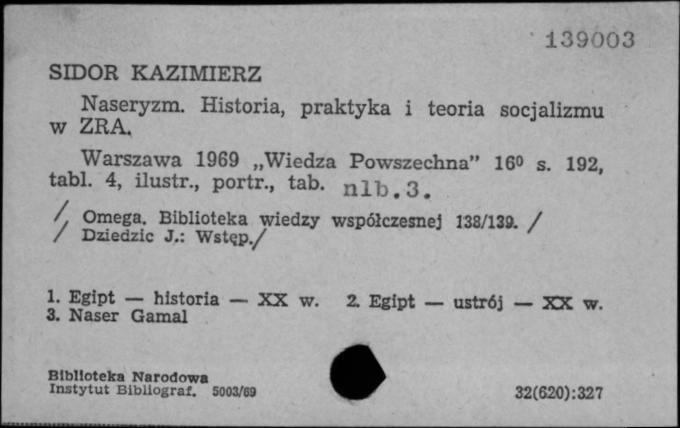 139003
SIDOR KAZIMIERZ
Naseryzm. Historia, praktyka i teoria socjalizmu
w ZRA.
Warszawa 1969 „Wiedza Powszechna” 16⁰ s. 192,
tabl. 4, ilustr., portr., tab. nlb. 3.
/ Omega. Biblioteka wiedzy współczesnej 138/139. /
/ Dziedzic J.: Wstęp./
1. Egipt — historia — XX w. 2. Egipt — ustrój — XX w.
3. Naser Gamal
Biblioteka Narodowa
Instytut Bibliograf. 5003/69
32(620):327